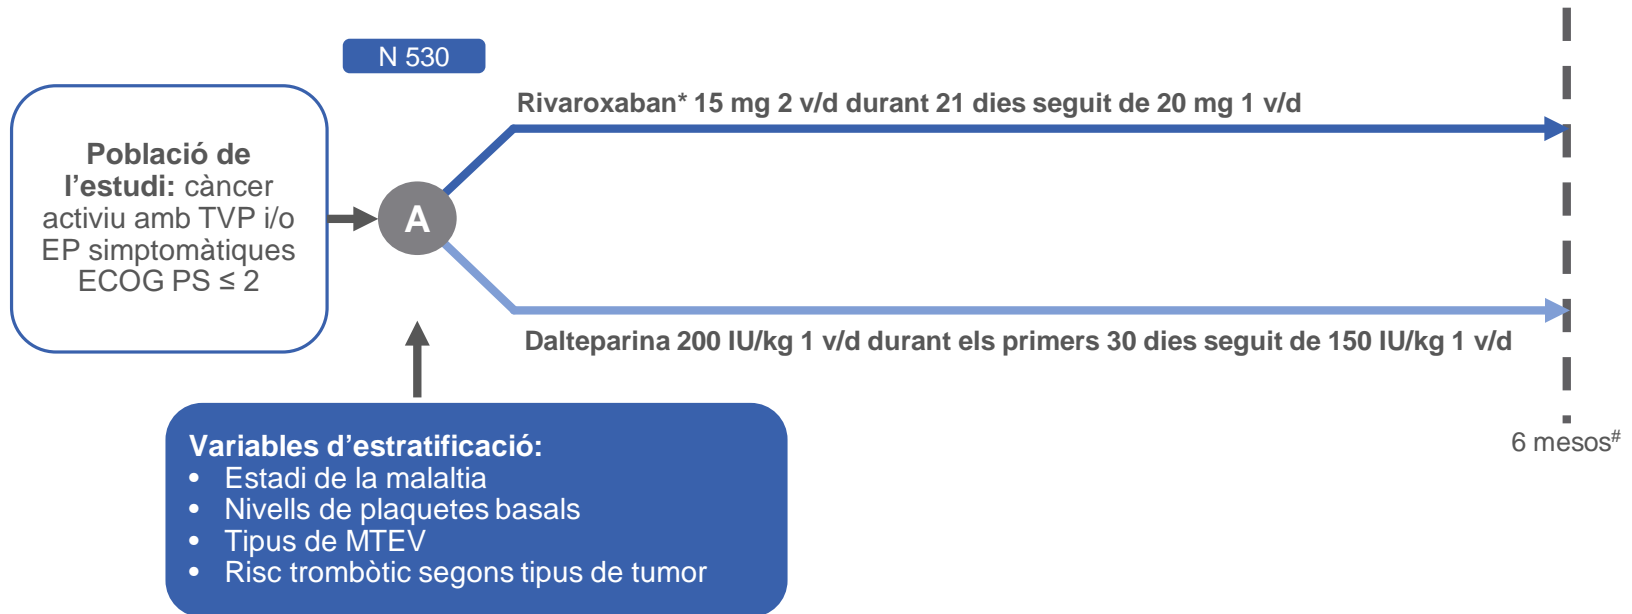 N 530
Població de
l’estudi: càncer
activiu amb TVP i/o
EP simptomàtiques
ECOG PS ≤ 2
A
Rivaroxaban* 15 mg 2 v/d durant 21 dies seguit de 20 mg 1 v/d
Dalteparina 200 IU/kg 1 v/d durant els primers 30 dies seguit de 150 IU/kg 1 v/d
6 mesos#
Variables d’estratificació:
• Estadi de la malaltia
• Nivells de plaquetes basals
• Tipus de MTEV
• Risc trombòtic segons tipus de tumor